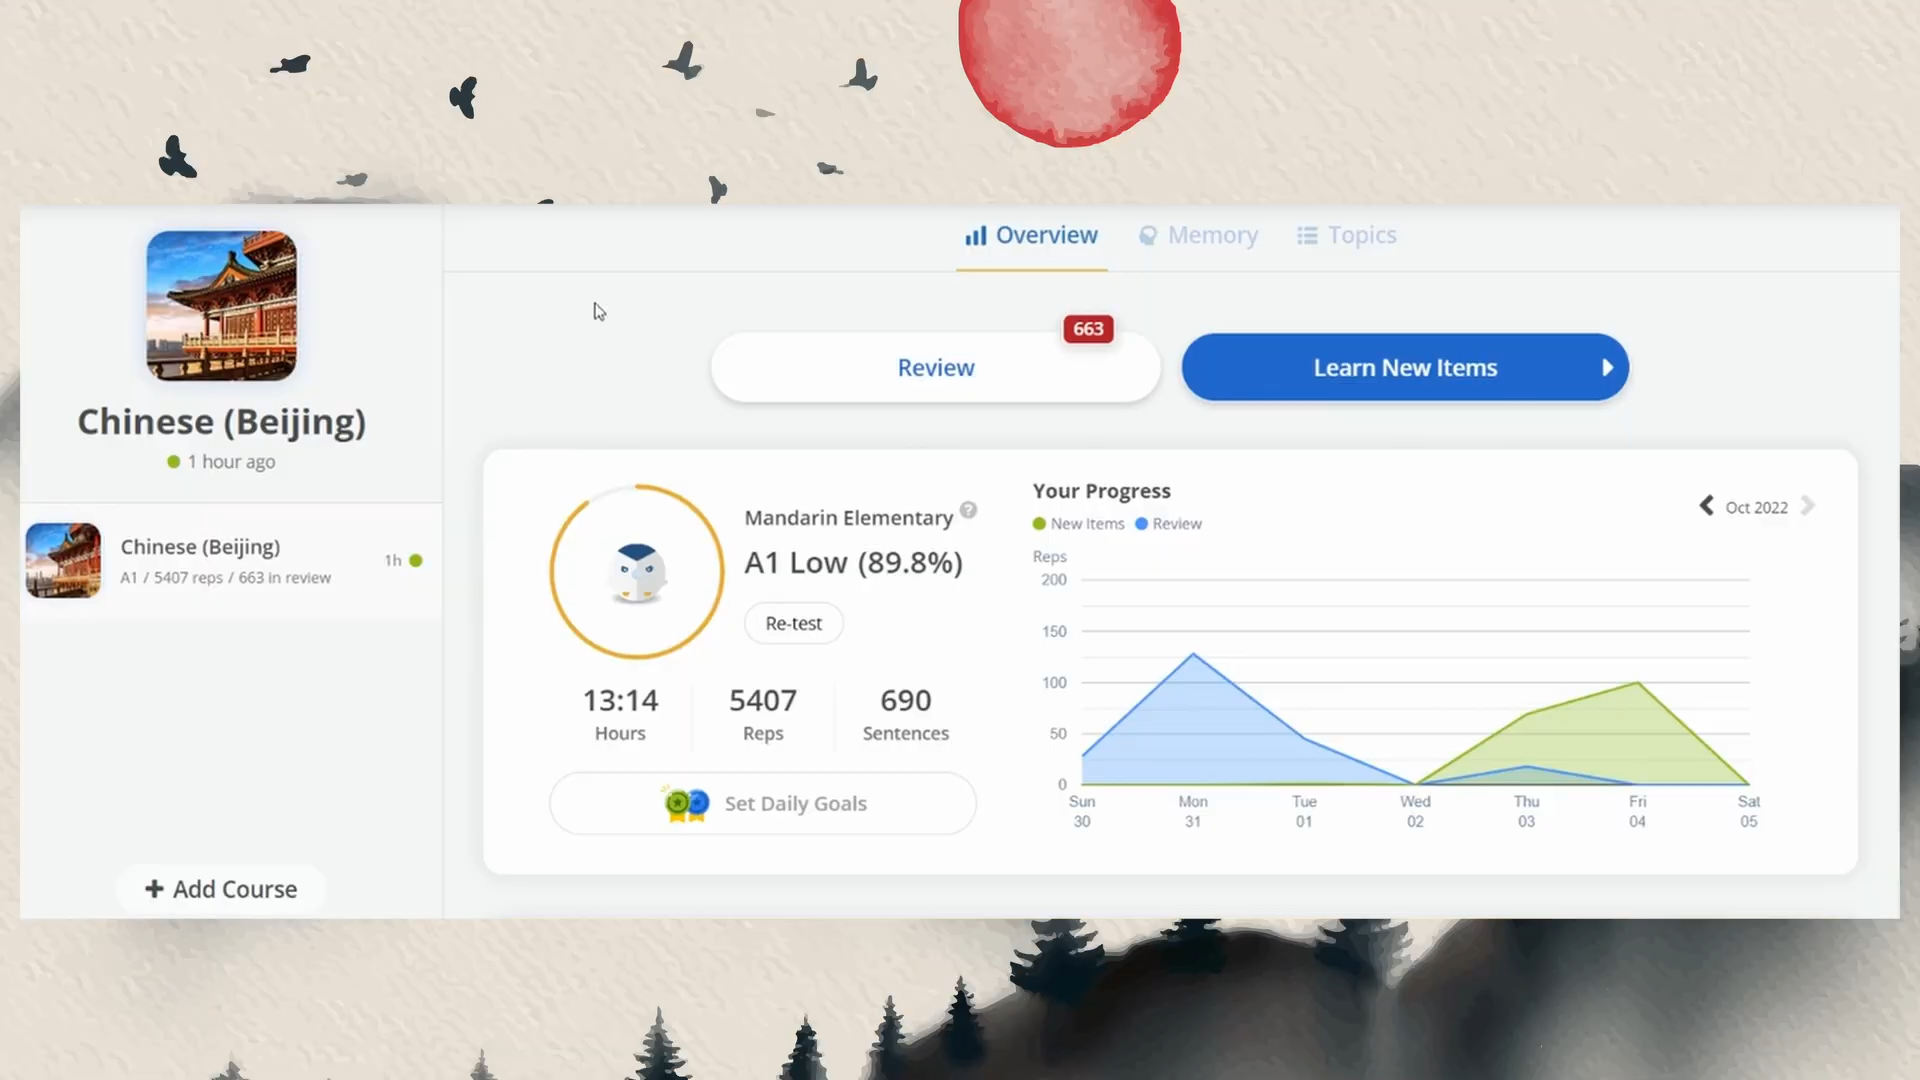 Overview
Memory
Topics
Chinese (Beijing)
1 hour ago
Chinese (Beijing)
1h
A1 / 5407 reps / 663 in review
Add Course
663
Review
Learn New Items
Mandarin Elementary ?
A1 Low (89.8%)
Re-test
13:14
Hours
5407
Reps
690
Sentences
Set Daily Goals
Your Progress
New Items
Review
Oct 2022
Reps
200
150
100
50
0
Sun Mon Tue Wed Thu Fri Sat
30 31 01 02 03 04 05